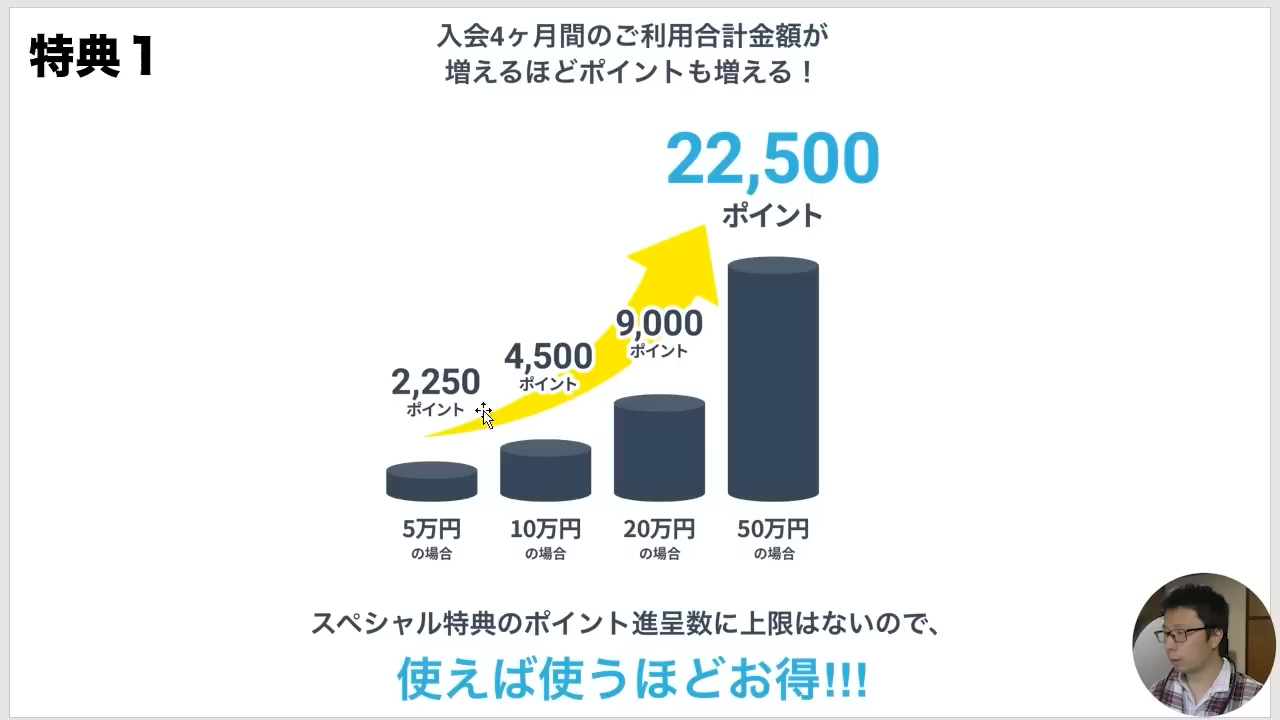 特典１
入会4ヶ月間のご利用合計金額が
増えるほどポイントも増える！
22,500
ポイント
9,000
ポイント
4,500
ポイント
2,250
ポイント
5万円
の場合
10万円
の場合
20万円
の場合
50万円
の場合
スペシャル特典のポイント進呈数に上限はないので、
使えば使うほどお得!!!